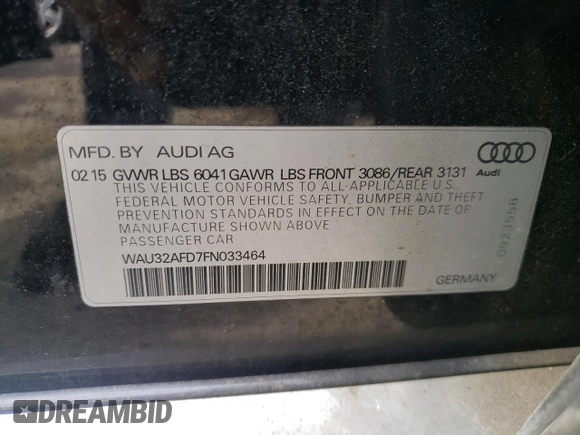 MFD. BY AUDI AG
02 15 GVWR LBS 6041 GAWR LBS FRONT 3086/REAR 3131
Audi
THIS VEHICLE CONFORMS TO ALL APPLICABLE U.S.
FEDERAL MOTOR VEHICLE SAFETY, BUMPER AND THEFT
PREVENTION STANDARDS IN EFFECT ON THE DATE OF
MANUFACTURE SHOWN ABOVE
PASSENGER CAR
WAU32AFD7FN033464
0923558
GERMANY
DREAMBID